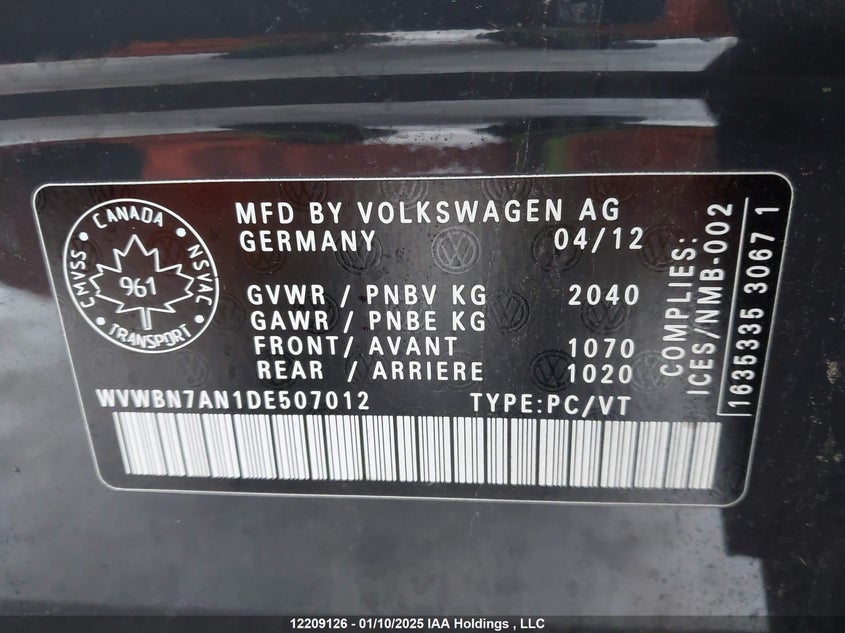 CANADA
CMVSS
NSVAC
961
TRANSPORT
MFD BY VOLKSWAGEN AG
GERMANY 04/12
GVWR / PNBV KG 2040
GAWR / PNBE KG
FRONT/ AVANT 1070
REAR / ARRIERE 1020
WVWBN7AN1DE507012 TYPE:PC/VT
COMPLIES:
ICES/NMB-002
1635335 3067 1
12209126 - 01/10/2025 IAA Holdings , LLC